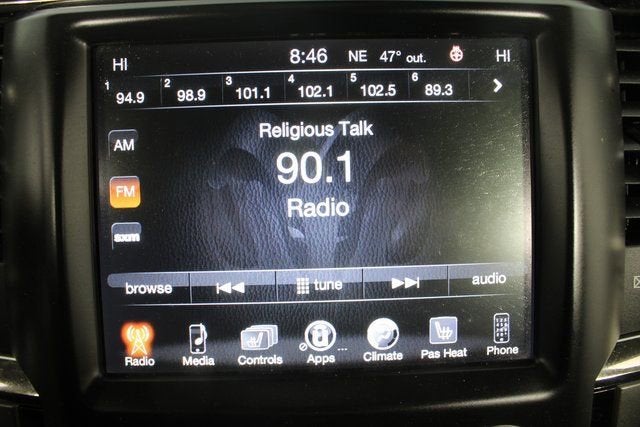 HI 8:46 NE 47° out. HI
1 94.9 2 98.9 3 101.1 4 102.1 5 102.5 6 89.3
Religious Talk
AM
90.1
FM
Radio
sxm
browse tune audio
Radio Media Controls Apps ... Climate Pas Heat Phone